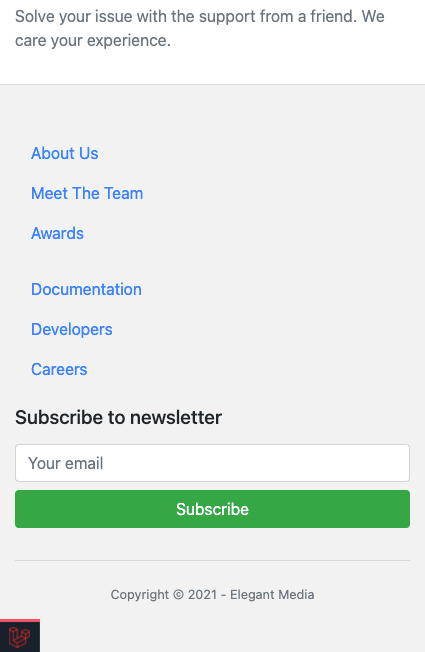 Solve your issue with the support from a friend. We
care your experience.
About Us
Meet The Team
Awards
Documentation
Developers
Careers
Subscribe to newsletter
Your email
Subscribe
Copyright © 2021 - Elegant Media